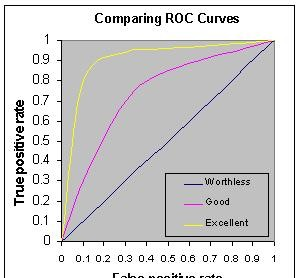 Comparing ROC Curves
True positive rate
1
0.9
0.8
0.7
0.6
0.5
0.4
0.3
0.2
0.1
0
Worthless
Good
Excellent
0 0.1 0.2 0.3 0.4 0.5 0.6 0.7 0.8 0.9 1
False positive rate